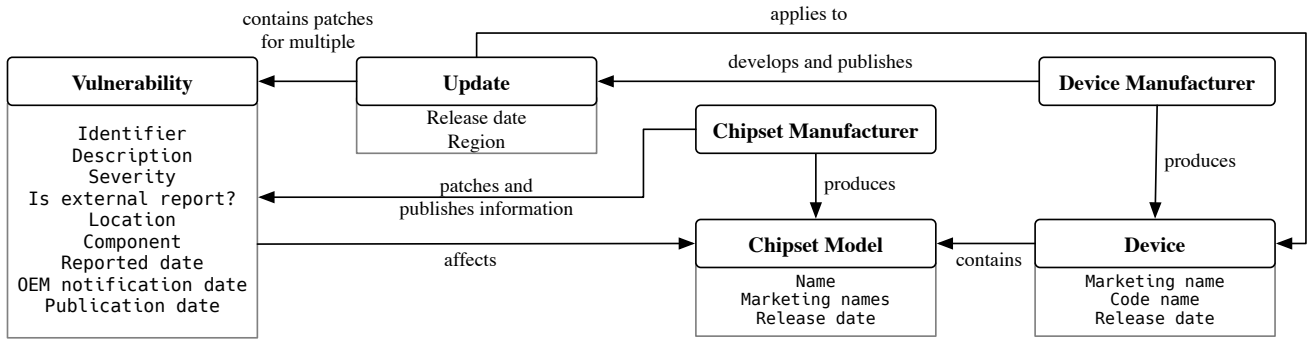 contains patches
for multiple
applies to
Vulnerability
Update
develops and publishes
Device Manufacturer
Release date
Region
Chipset Manufacturer
Identifier
Description
Severity
Is external report?
Location
Component
Reported date
OEM notification date
Publication date
patches and
publishes information
produces
produces
affects
Chipset Model
contains
Device
Name
Marketing names
Release date
Marketing name
Code name
Release date